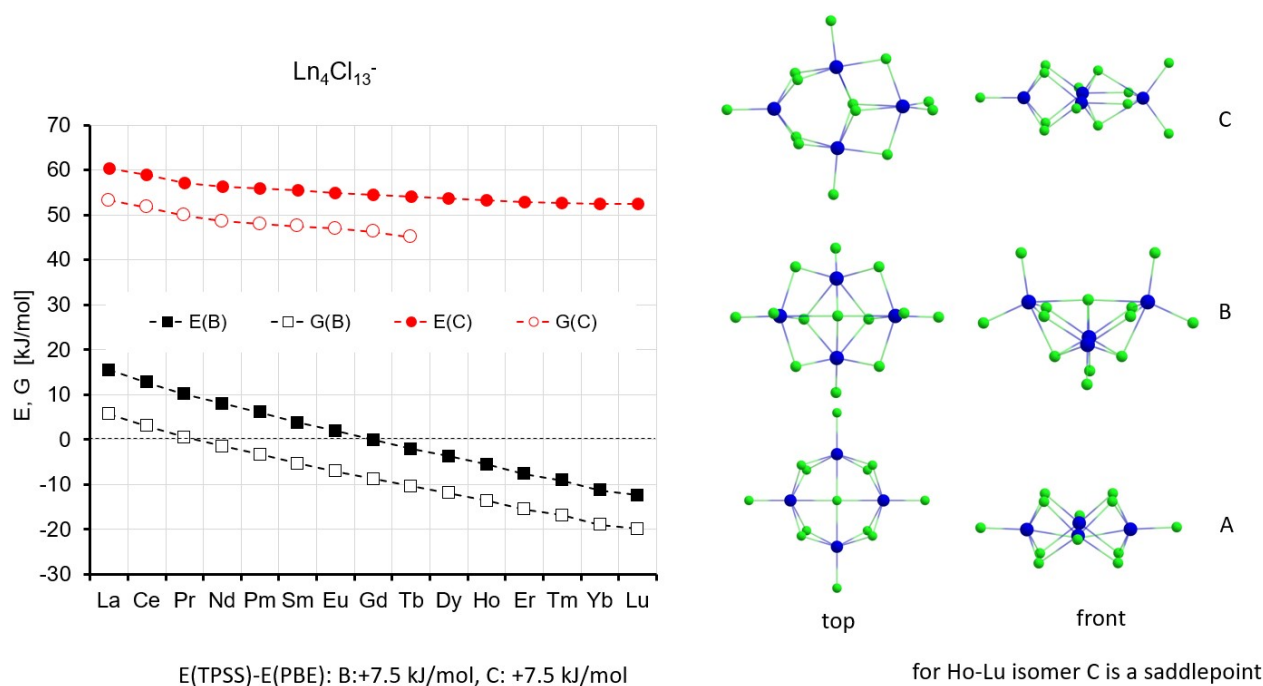 Ln4Cl13-
70
60
50
40
30
20
10
0
-10
-20
-30
E, G [kJ/mol]
E(B) G(B) E(C) G(C)
La Ce Pr Nd Pm Sm Eu Gd Tb Dy Ho Er Tm Yb Lu
E(TPSS)-E(PBE): B:+7.5 kJ/mol, C: +7.5 kJ/mol
C
B
A
top front
for Ho-Lu isomer C is a saddlepoint